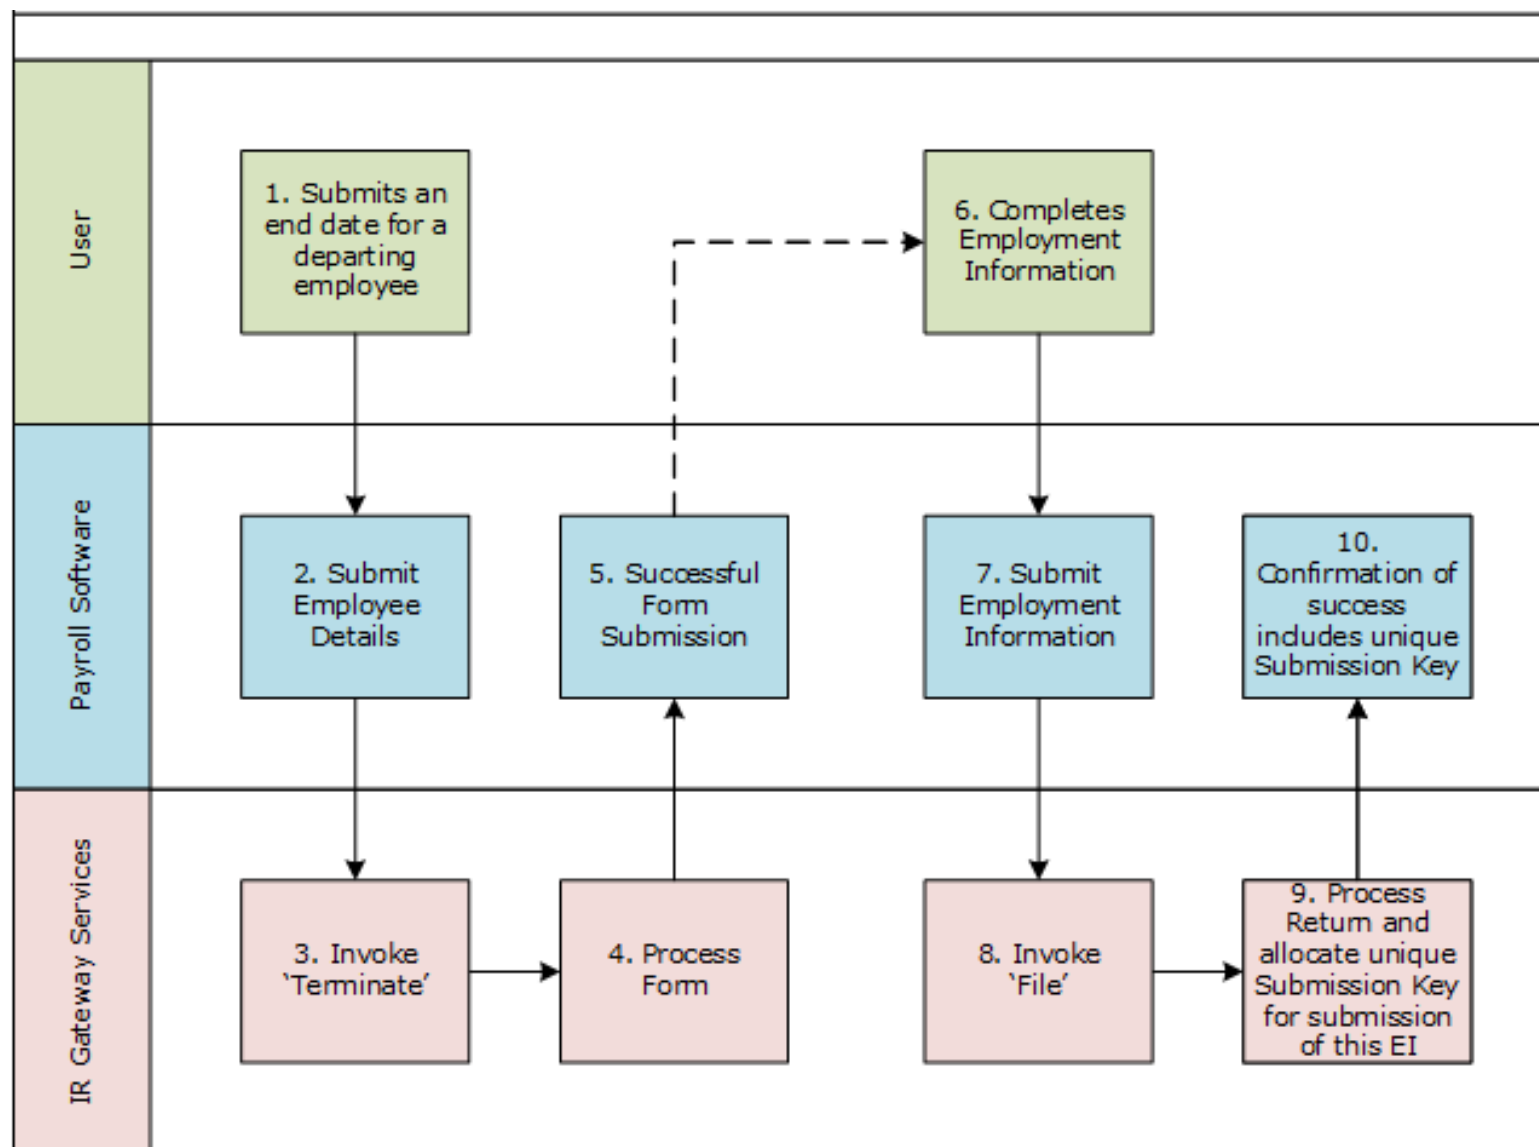 User
1. Submits an
end date for a
departing
employee
6. Completes
Employment
Information
Payroll Software
2. Submit
Employee
Details
5. Successful
Form
Submission
7. Submit
Employment
Information
10.
Confirmation of
success
includes unique
Submission Key
IR Gateway Services
3. Invoke
‘Terminate’
4. Process
Form
8. Invoke
‘File’
9. Process
Return and
allocate unique
Submission Key
for submission
of this EI